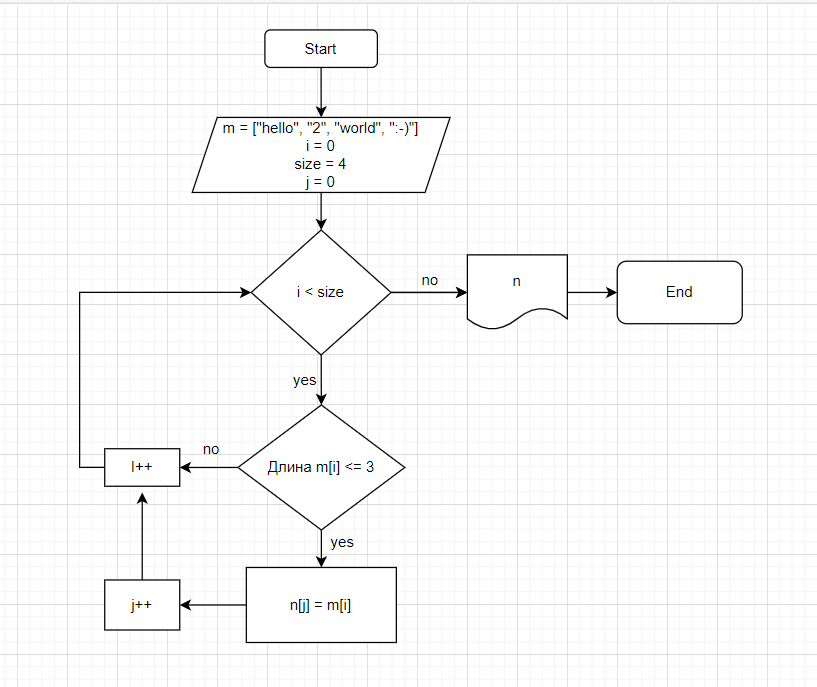 Start
m = ["hello", "2", "world", ":-)"]
i = 0
size = 4
j = 0
i < size
no
n
End
yes
Длина m[i] <= 3
no
I++
yes
n[j] = m[i]
j++